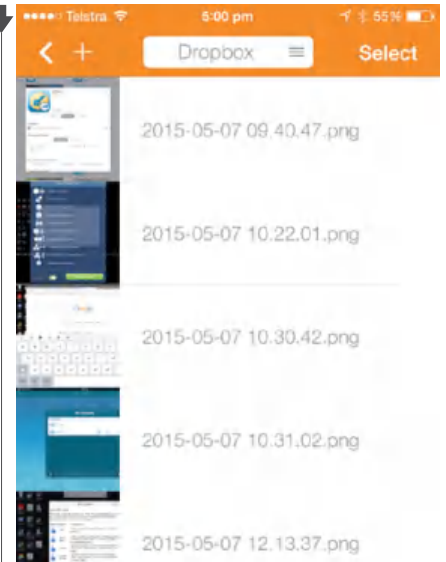 Telstra 5:00 pm 55%
Dropbox Select
2015-05-07 09.40.47.png
2015-05-07 10.22.01.png
2015-05-07 10.30.42.png
2015-05-07 10.31.02.png
2015-05-07 12.13.37.png